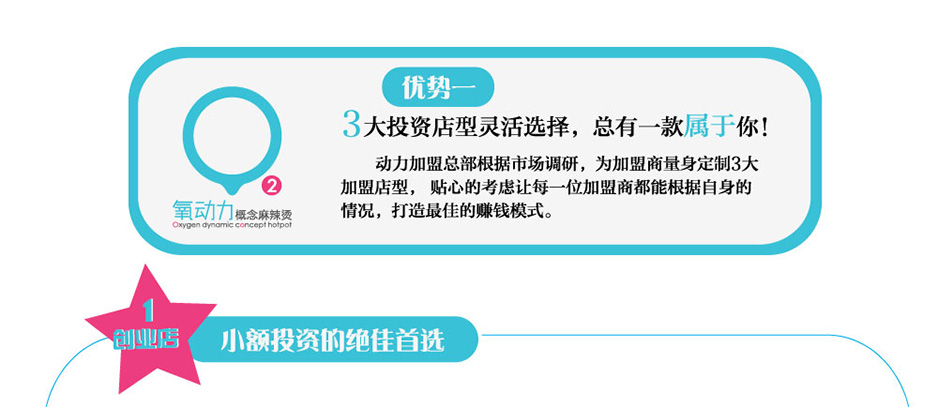 优势一
3大投资店型灵活选择，总有一款属于你！
动力加盟总部根据市场调研，为加盟商量身定制3大
加盟店型， 贴心的考虑让每一位加盟商都能根据自身的
情况，打造最佳的赚钱模式。
2
氧动力概念麻辣烫
Oxygen dynamic concept hotpot
1
创业店
小额投资的绝佳首选